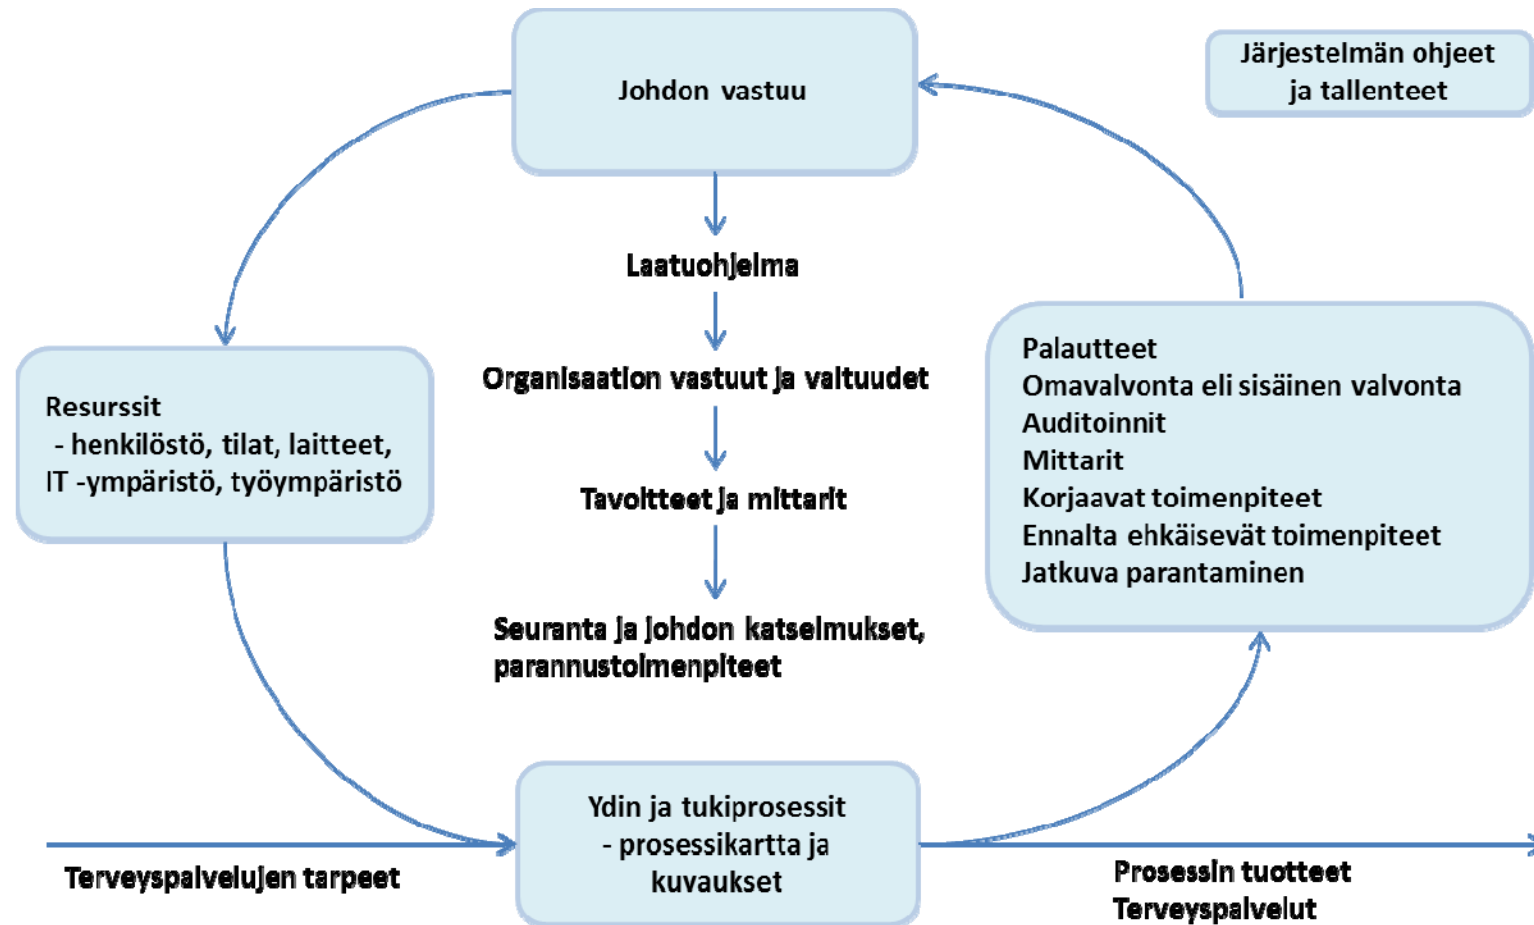 Johdon vastuu
Järjestelmän ohjeet
ja tallenteet
Laatuohjelma
Organisaation vastuut ja valtuudet
Tavoitteet ja mittarit
Seuranta ja johdon katselmukset,
parannustoimenpiteet
Resurssit
- henkilöstö, tilat, laitteet,
IT -ympäristö, työympäristö
Palautteet
Omavalvonta eli sisäinen valvonta
Auditoinnit
Mittarit
Korjaavat toimenpiteet
Ennalta ehkäisevät toimenpiteet
Jatkuva parantaminen
Ydin ja tukiprosessit
- prosessikartta ja
kuvaukset
Terveyspalvelujen tarpeet
Prosessin tuotteet
Terveyspalvelut